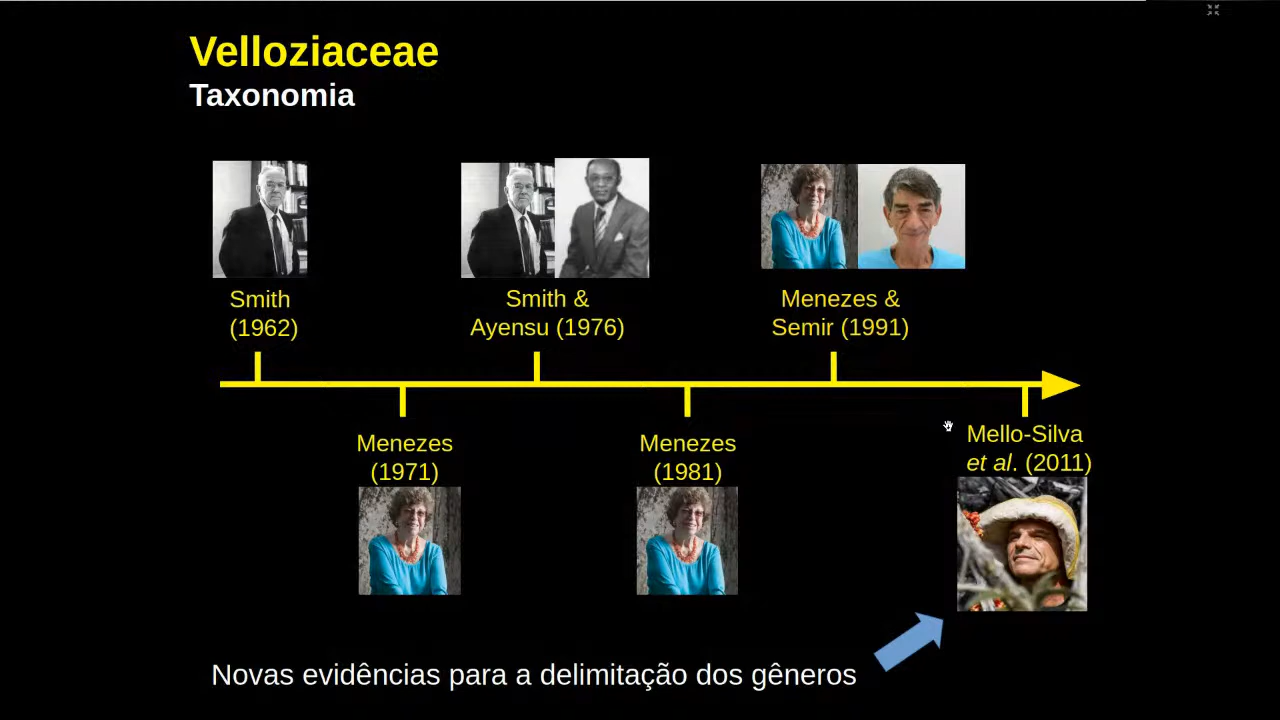 Velloziaceae
Taxonomia
Smith
(1962)
Smith &
Ayensu (1976)
Menezes &
Semir (1991)
Menezes
(1971)
Menezes
(1981)
Mello-Silva
et al. (2011)
Novas evidências para a delimitação dos gêneros